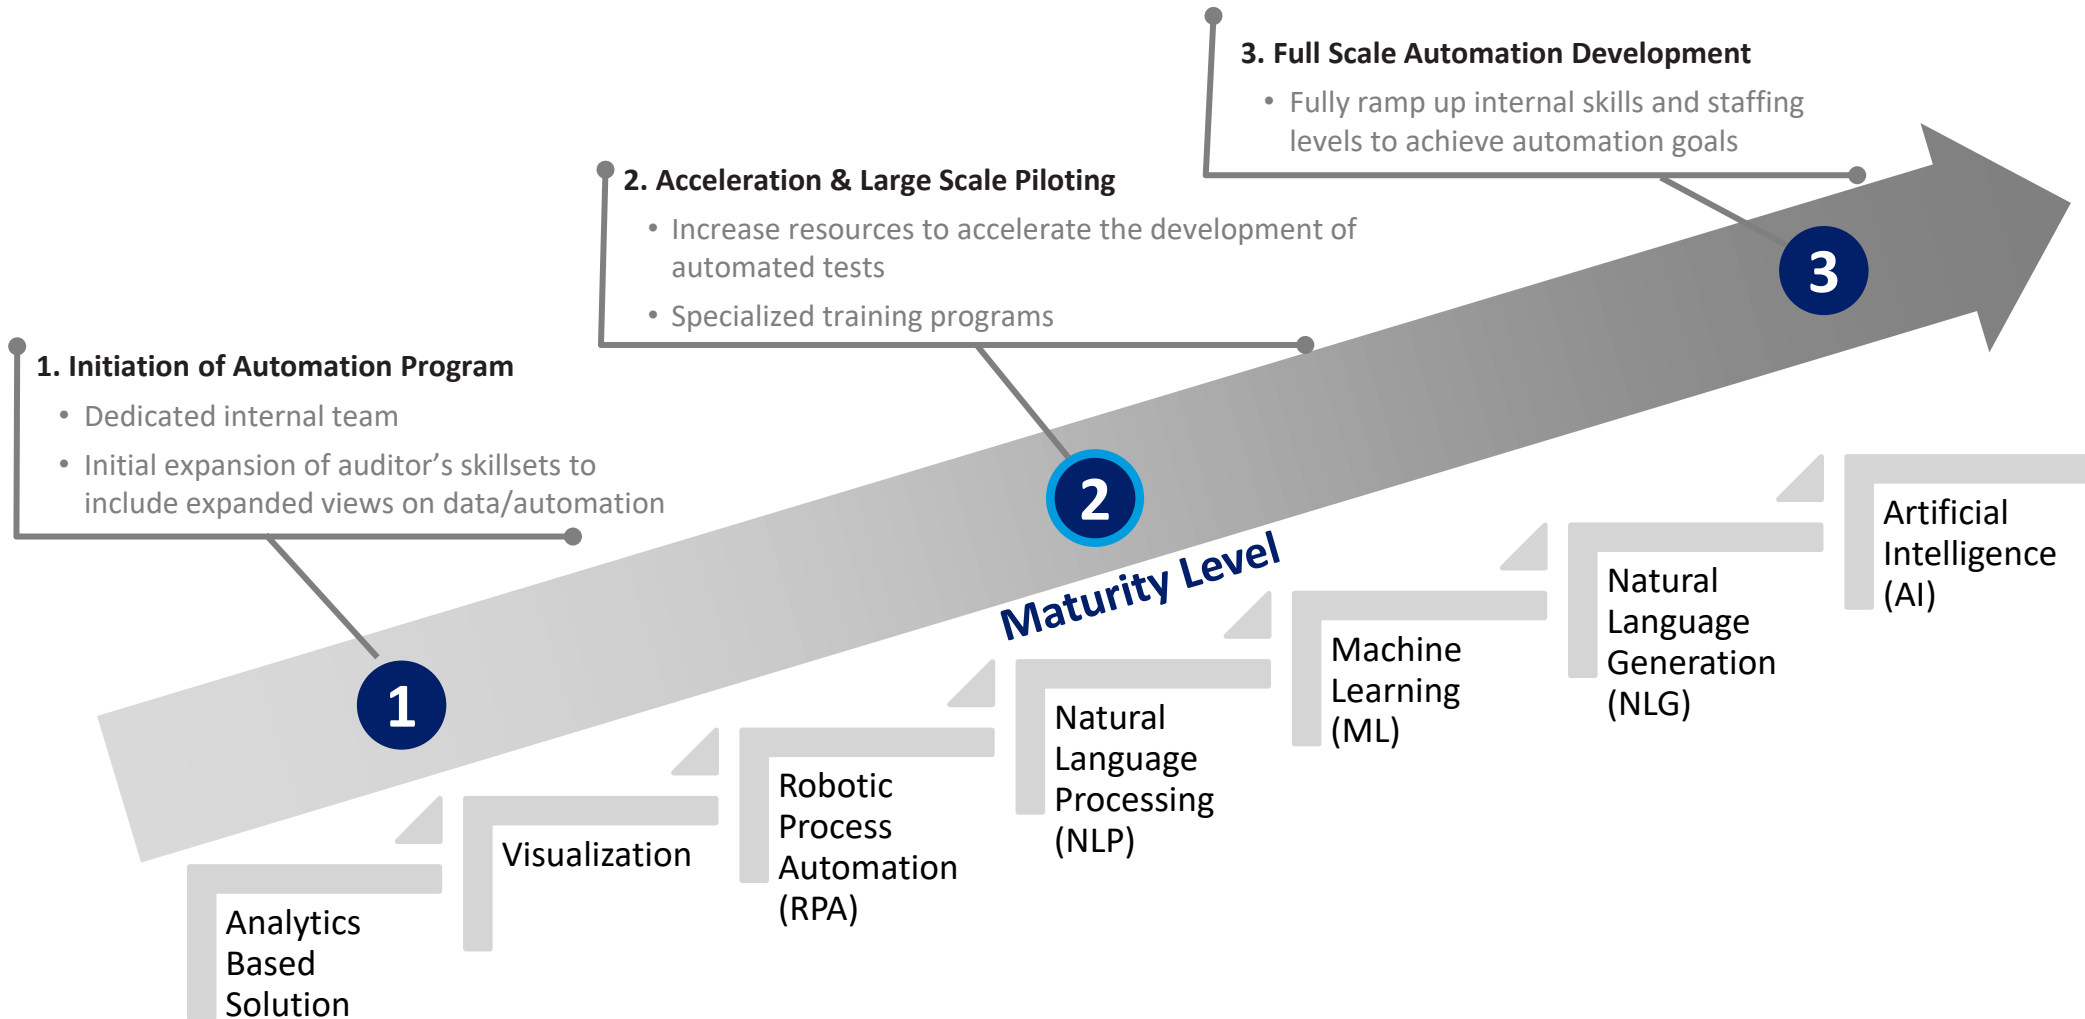 3. Full Scale Automation Development
• Fully ramp up internal skills and staffing
levels to achieve automation goals
2. Acceleration & Large Scale Piloting
• Increase resources to accelerate the development of
automated tests
• Specialized training programs
1. Initiation of Automation Program
• Dedicated internal team
• Initial expansion of auditor’s skillsets to
include expanded views on data/automation
3
2
1
Maturity Level
Analytics
Based
Solution
Visualization
Robotic
Process
Automation
(RPA)
Natural
Language
Processing
(NLP)
Machine
Learning
(ML)
Natural
Language
Generation
(NLG)
Artificial
Intelligence
(AI)